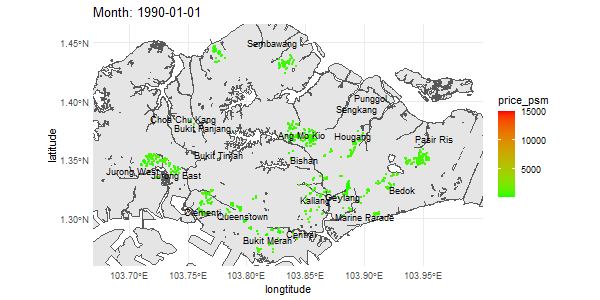 Month: 1990-01-01
1.45°N
1.40°N
1.35°N
1.30°N
latitude
Sembawang
Punggol
Sengkang
Choa Chu Kang
Bukit Panjang
Ang Mo Kio
Hougang
Pasir Ris
Bukit Timah
Bishan
Jurong West
Jurong East
Bedok
Geylang
Kallang
Clementi
Queenstown
Marine Parade
Central
Bukit Merah
103.70°E
103.75°E
103.80°E
103.85°E
103.90°E
103.95°E
longtitude
price_psm
15000
10000
5000